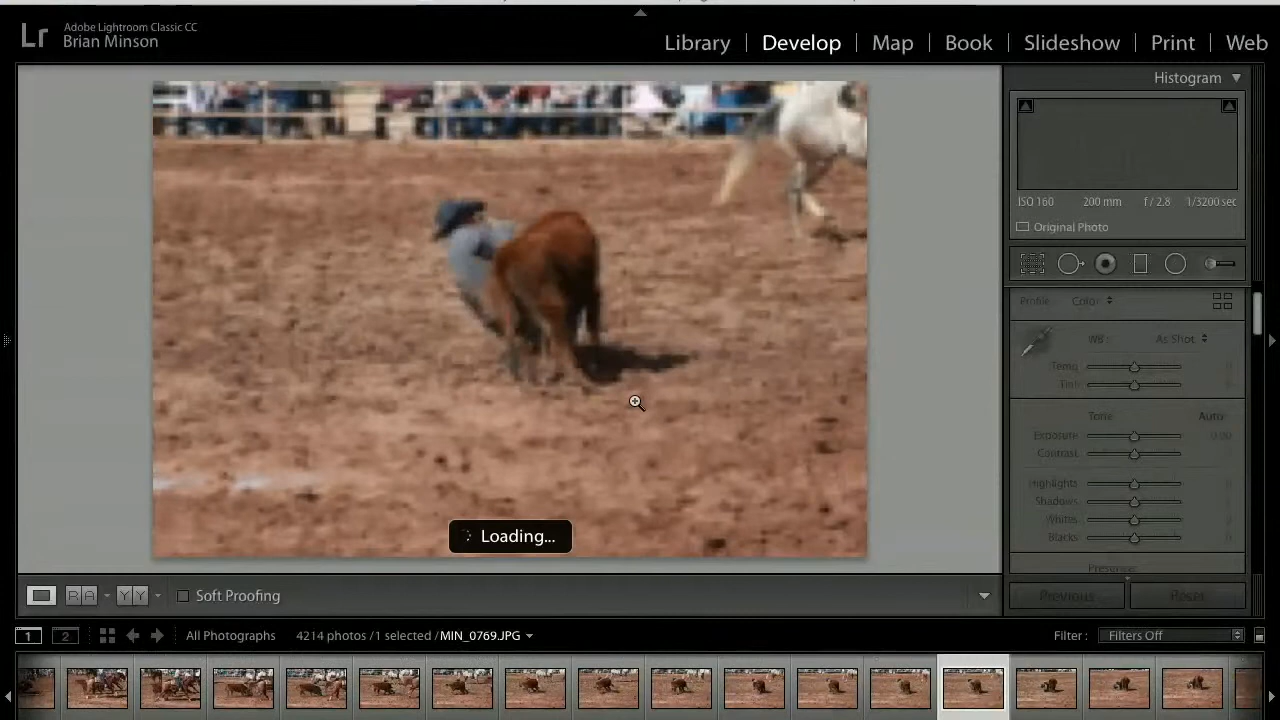 Lr
Adobe Lightroom Classic CC
Brian Minson
Library
Develop
Map
Book
Slideshow
Print
Web
Histogram
ISO 160 200 mm f / 2.8 1/3200 sec
Original Photo
Profile: Color
WB: As Shot
Temp
Tint
Tone Auto
Exposure 0.00
Contrast
Highlights
Shadows
Whites
Blacks
Presence
Loading...
R A
Y Y
Soft Proofing
Previous
Reset
1
2
All Photographs
4214 photos / 1 selected / MIN_0769.JPG
Filter :
Filters Off